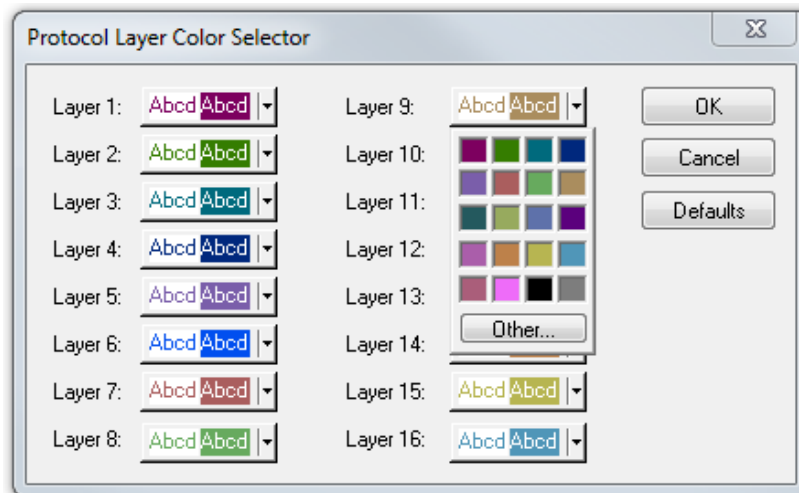 Protocol Layer Color Selector
Layer 1: Abcd Abcd Layer 9: Abcd Abcd OK
Layer 2: Abcd Abcd Layer 10: Cancel
Layer 3: Abcd Abcd Layer 11: Defaults
Layer 4: Abcd Abcd Layer 12:
Layer 5: Abcd Abcd Layer 13:
Layer 6: Abcd Abcd Layer 14: Other...
Layer 7: Abcd Abcd Layer 15: Abcd Abcd
Layer 8: Abcd Abcd Layer 16: Abcd Abcd